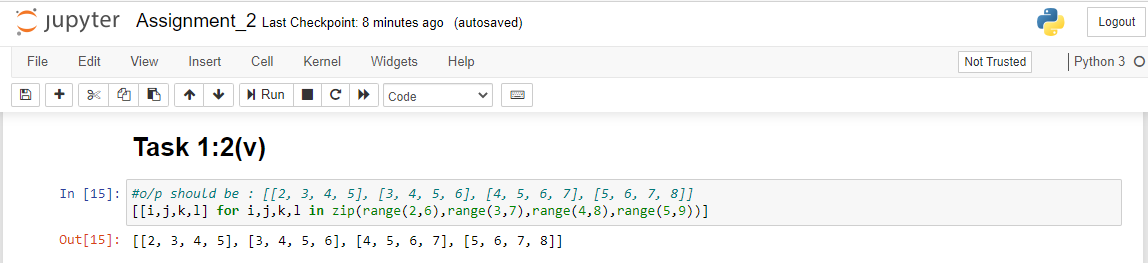 jupyter Assignment_2 Last Checkpoint: 8 minutes ago (autosaved) Logout
File Edit View Insert Cell Kernel Widgets Help Not Trusted Python 3
Run Code
Task 1:2(v)
In [15]: #o/p should be : [[2, 3, 4, 5], [3, 4, 5, 6], [4, 5, 6, 7], [5, 6, 7, 8]]
[[i,j,k,l] for i,j,k,l in zip(range(2,6),range(3,7),range(4,8),range(5,9))]
Out[15]: [[2, 3, 4, 5], [3, 4, 5, 6], [4, 5, 6, 7], [5, 6, 7, 8]]